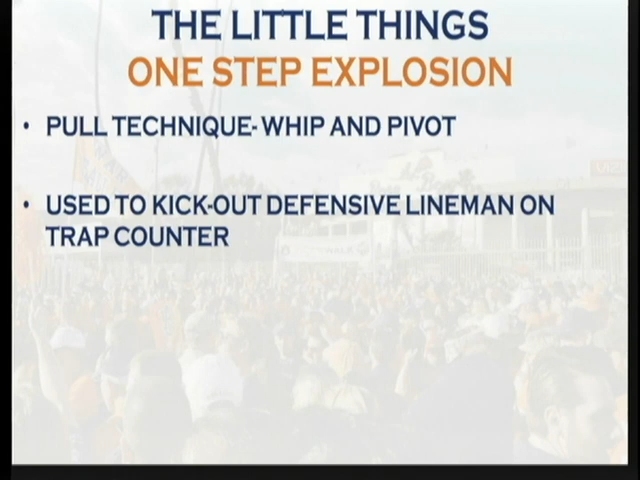 THE LITTLE THINGS
ONE STEP EXPLOSION
• PULL TECHNIQUE- WHIP AND PIVOT
• USED TO KICK-OUT DEFENSIVE LINEMAN ON
TRAP COUNTER